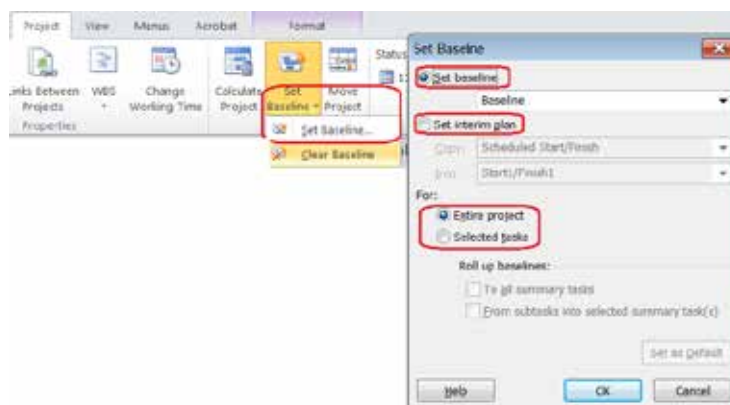 Project View Menus Acrobat Format
Links Between Projects
WBS
Change Working Time
Calculate Project
Set Baseline
Move Project
Status
Properties
Set Baseline...
Clear Baseline
Set Baseline
Set baseline
Baseline
Set interim plan
Copy: Scheduled Start/Finish
Into: Start1/Finish1
For:
Entire project
Selected tasks
Roll up baselines:
To all summary tasks
From subtasks into selected summary task(s)
Set as Default
Help OK Cancel